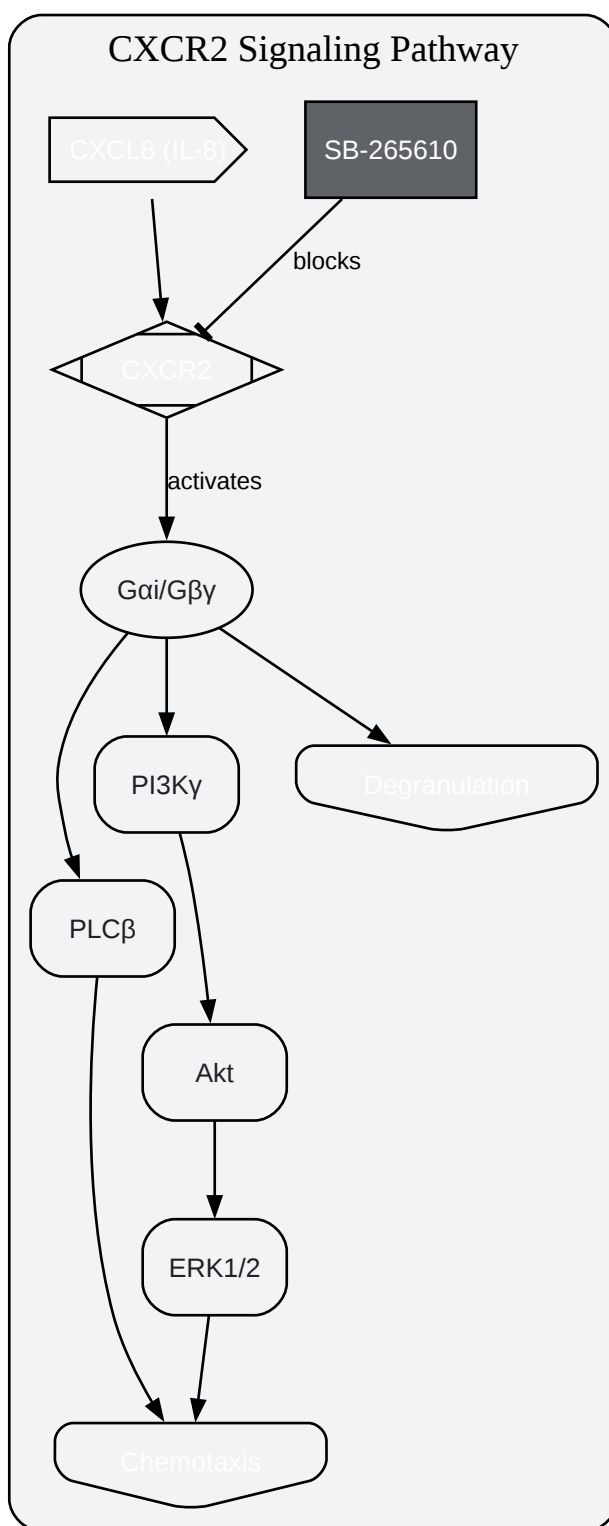 CXCR2 Signaling Pathway
CXCL8 (IL-8)
SB-265610
blocks
CXCR2
activates
Gαi/Gβγ
PI3Kγ
Degranulation
PLCβ
Akt
ERK1/2
Chemotaxis